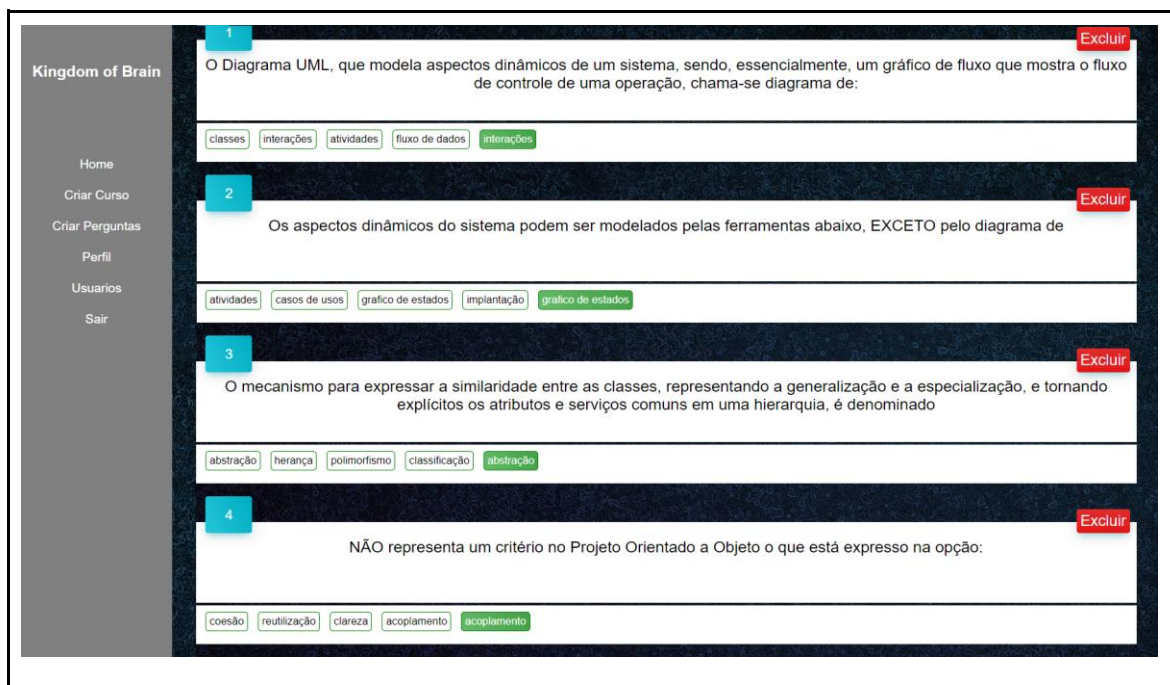 Kingdom of Brain
Home
Criar Curso
Criar Perguntas
Perfil
Usuarios
Sair
1
Excluir
O Diagrama UML, que modela aspectos dinâmicos de um sistema, sendo, essencialmente, um gráfico de fluxo que mostra o fluxo
de controle de uma operação, chama-se diagrama de:
classes interações atividades fluxo de dados interações
2
Excluir
Os aspectos dinâmicos do sistema podem ser modelados pelas ferramentas abaixo, EXCETO pelo diagrama de
atividades casos de usos grafico de estados implantação grafico de estados
3
Excluir
O mecanismo para expressar a similaridade entre as classes, representando a generalização e a especialização, e tornando
explícitos os atributos e serviços comuns em uma hierarquia, é denominado
abstração herança polimorfismo classificação abstração
4
Excluir
NÃO representa um critério no Projeto Orientado a Objeto o que está expresso na opção:
coesão reutilização clareza acoplamento acoplamento